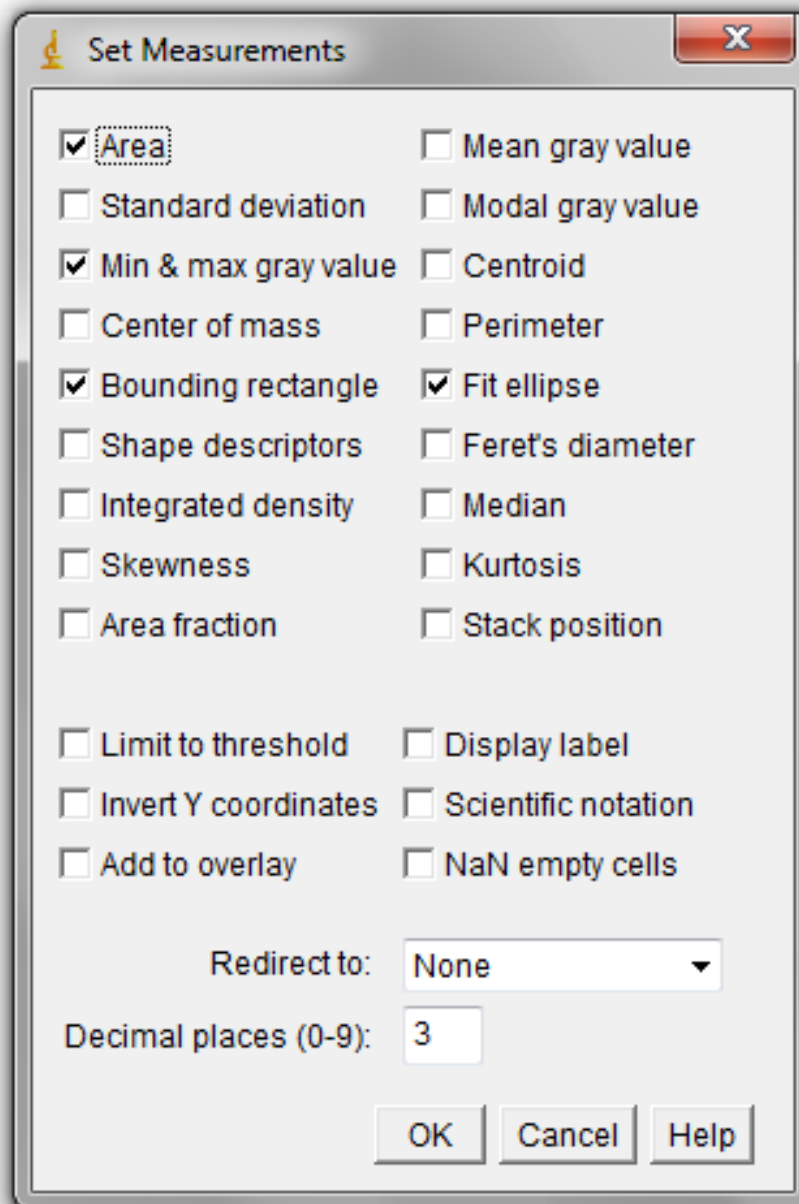 Set Measurements
Area Mean gray value
Standard deviation Modal gray value
Min & max gray value Centroid
Center of mass Perimeter
Bounding rectangle Fit ellipse
Shape descriptors Feret's diameter
Integrated density Median
Skewness Kurtosis
Area fraction Stack position
Limit to threshold Display label
Invert Y coordinates Scientific notation
Add to overlay NaN empty cells
Redirect to: None
Decimal places (0-9): 3
OK Cancel Help